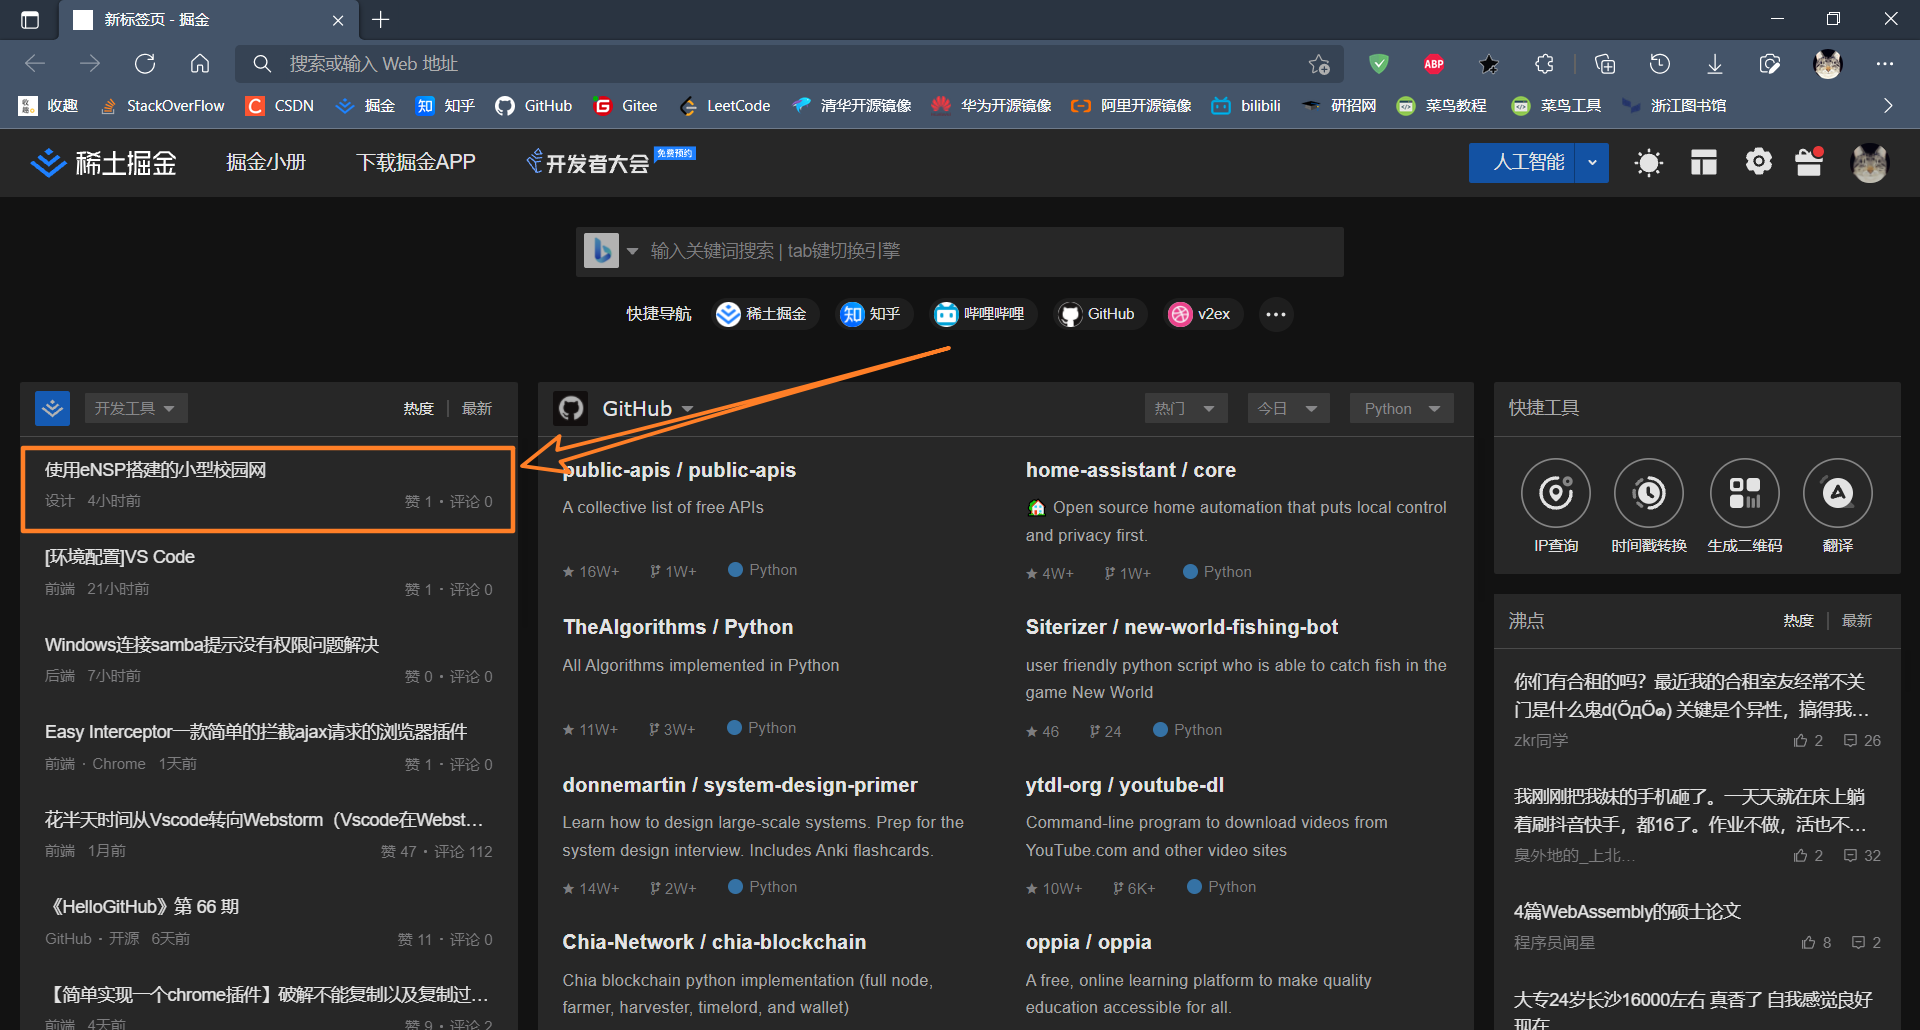 新标签页 - 掘金
搜索或输入 Web 地址
ABP
收趣 StackOverFlow CSDN 掘金 知乎 GitHub Gitee LeetCode 清华开源镜像 华为开源镜像 阿里开源镜像 bilibili 研招网 菜鸟教程 菜鸟工具 浙江图书馆
稀土掘金 掘金小册 下载掘金APP 开发者大会 免费预约 人工智能
输入关键词搜索 | tab键切换引擎
快捷导航 稀土掘金 知乎 哔哩哔哩 GitHub v2ex
开发工具 热度 最新
使用eNSP搭建的小型校园网
设计 4小时前 赞 1 · 评论 0
[环境配置]VS Code
前端 21小时前 赞 1 · 评论 0
Windows连接samba提示没有权限问题解决
后端 7小时前 赞 0 · 评论 0
Easy Interceptor一款简单的拦截ajax请求的浏览器插件
前端 · Chrome 1天前 赞 1 · 评论 0
花半天时间从Vscode转向Webstorm（Vscode在Webst...
前端 1月前 赞 47 · 评论 112
《HelloGitHub》第 66 期
GitHub · 开源 6天前 赞 11 · 评论 0
【简单实现一个chrome插件】破解不能复制以及复制过...
前端 4天前 赞 9 · 评论 2
GitHub 热门 今日 Python
public-apis / public-apis
A collective list of free APIs
16W+ 1W+ Python
home-assistant / core
Open source home automation that puts local control
and privacy first.
4W+ 1W+ Python
TheAlgorithms / Python
All Algorithms implemented in Python
11W+ 3W+ Python
Siterizer / new-world-fishing-bot
user friendly python script who is able to catch fish in the
game New World
46 24 Python
donnemartin / system-design-primer
Learn how to design large-scale systems. Prep for the
system design interview. Includes Anki flashcards.
14W+ 2W+ Python
ytdl-org / youtube-dl
Command-line program to download videos from
YouTube.com and other video sites
10W+ 6K+ Python
Chia-Network / chia-blockchain
Chia blockchain python implementation (full node,
farmer, harvester, timelord, and wallet)
oppia / oppia
A free, online learning platform to make quality
education accessible for all.
快捷工具
IP查询 时间戳转换 生成二维码 翻译
沸点 热度 最新
你们有合租的吗？最近我的合租室友经常不关
门是什么鬼d(ŐдŐ๑) 关键是个异性，搞得我...
zkr同学 2 26
我刚刚把我妹的手机砸了。一天天就在床上躺
着刷抖音快手，都16了。作业不做，活也不...
臭外地的_上北... 2 32
4篇WebAssembly的硕士论文
程序员闻星 8 2
大专24岁长沙16000左右 真香了 自我感觉良好
现在